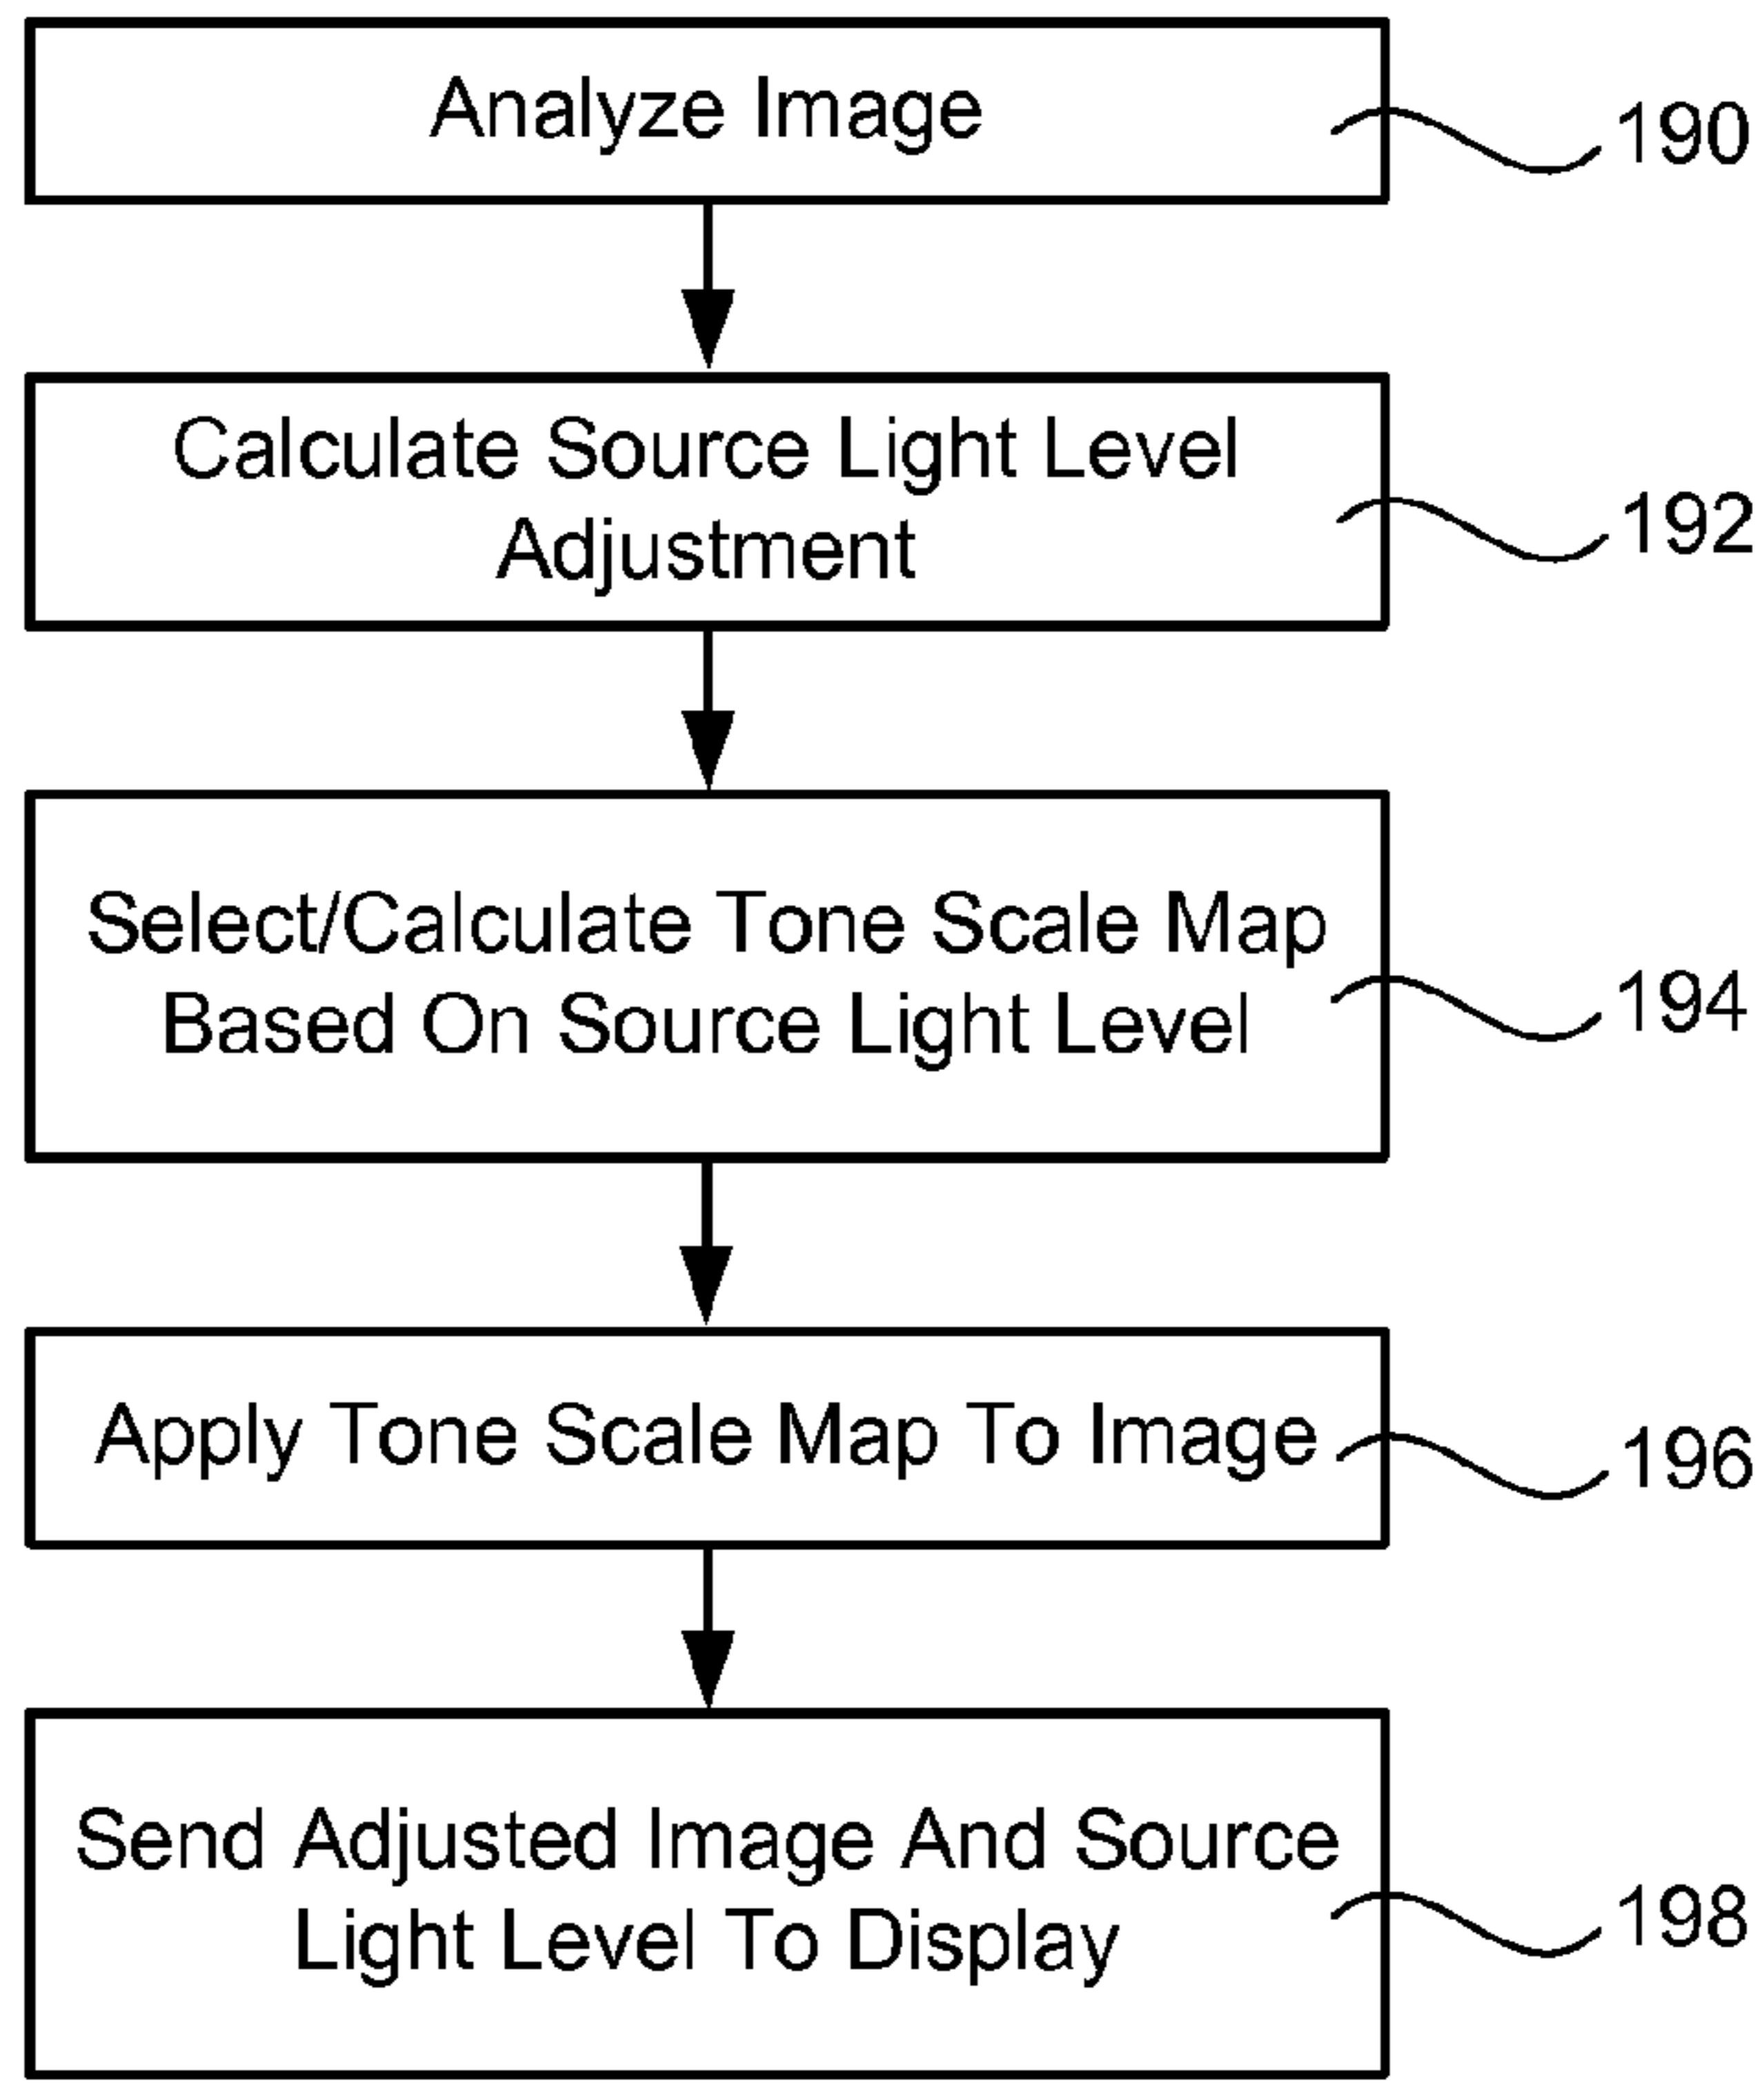 Analyze Image
190
Calculate Source Light Level
Adjustment
192
Select/Calculate Tone Scale Map
Based On Source Light Level
194
Apply Tone Scale Map To Image
196
Send Adjusted Image And Source
Light Level To Display
198